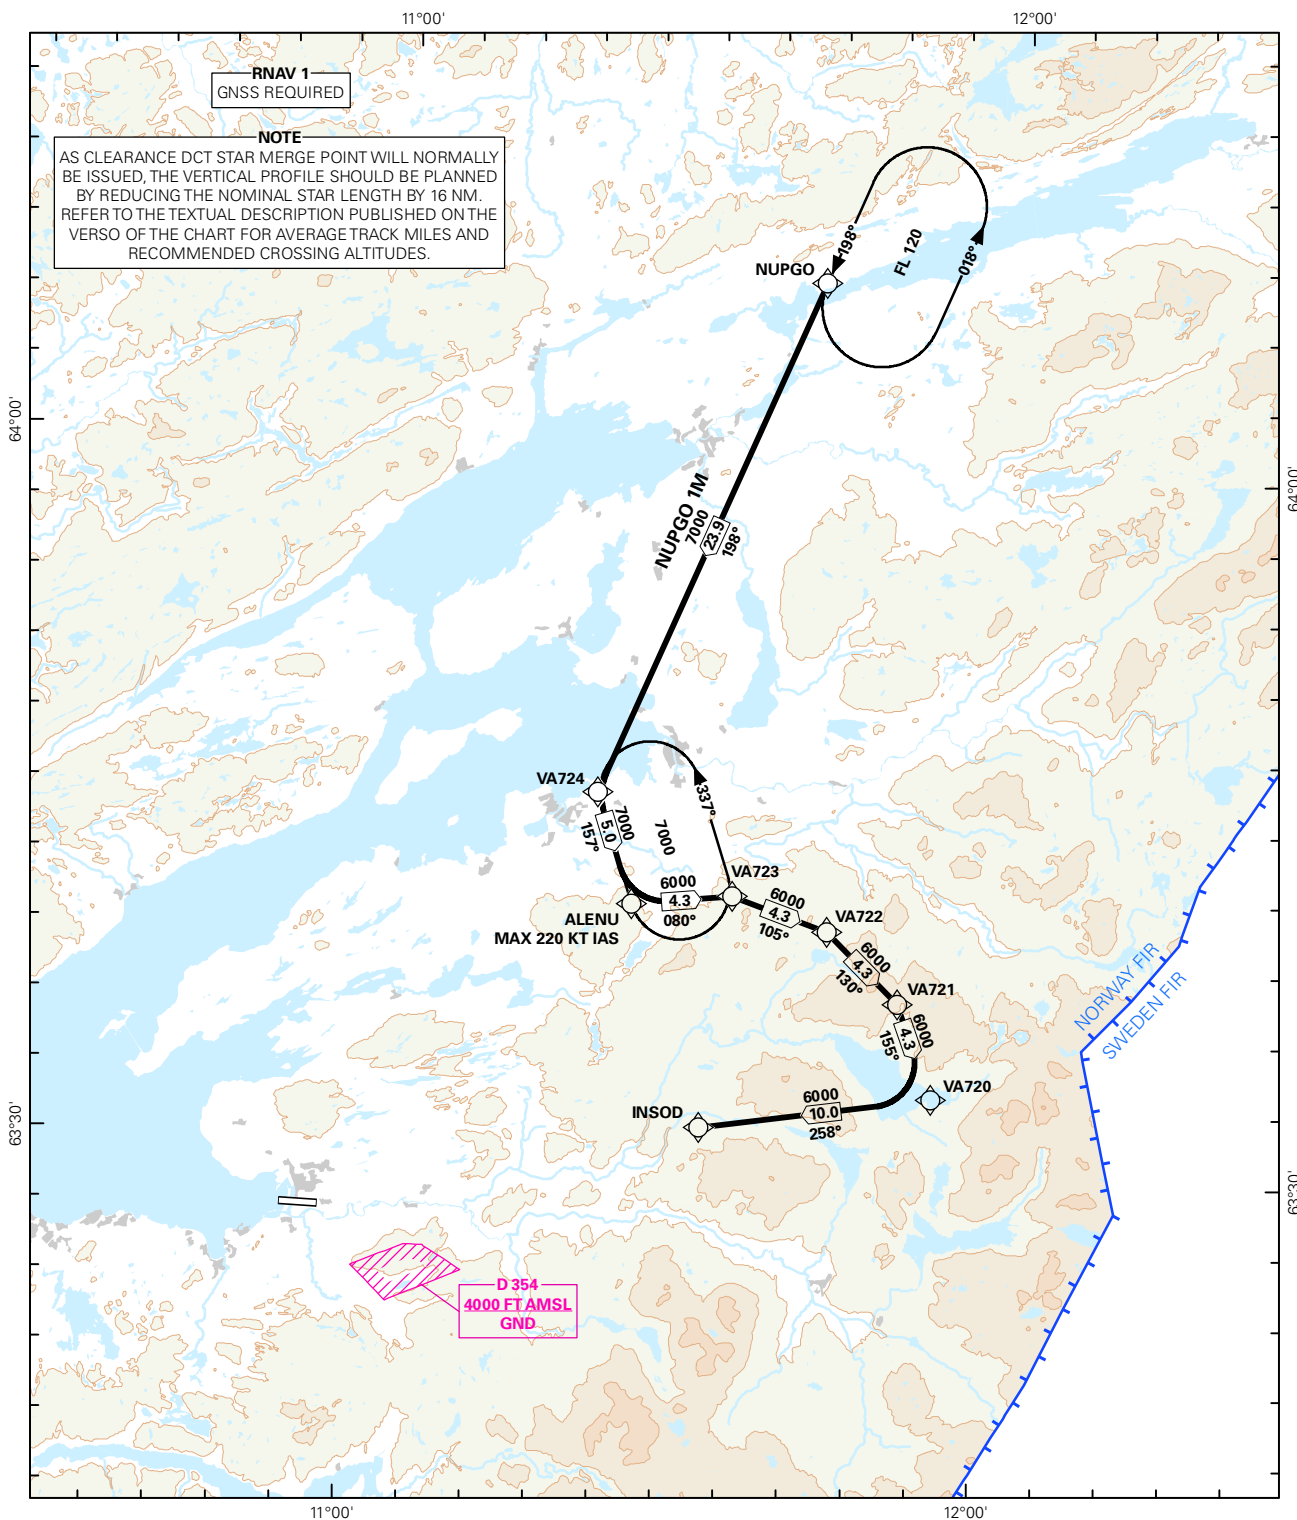 11°00'
12°00'
RNAV 1
GNSS REQUIRED
NOTE
AS CLEARANCE DCT STAR MERGE POINT WILL NORMALLY
BE ISSUED, THE VERTICAL PROFILE SHOULD BE PLANNED
BY REDUCING THE NOMINAL STAR LENGTH BY 16 NM.
REFER TO THE TEXTUAL DESCRIPTION PUBLISHED ON THE
VERSO OF THE CHART FOR AVERAGE TRACK MILES AND
RECOMMENDED CROSSING ALTITUDES.
198°
FL 120
018°
NUPGO
64°00'
64°00'
NUPGO 1M
7000
23.9
198°
VA724
7000
5.0
157°
7000
337°
VA723
6000
4.3
080°
ALENU
MAX 220 KT IAS
6000
4.3
105°
VA722
6000
4.3
130°
VA721
6000
4.3
155°
NORWAY FIR
SWEDEN FIR
VA720
INSOD
6000
10.0
258°
63°30'
63°30'
D 354
4000 FT AMSL
GND
11°00'
12°00'